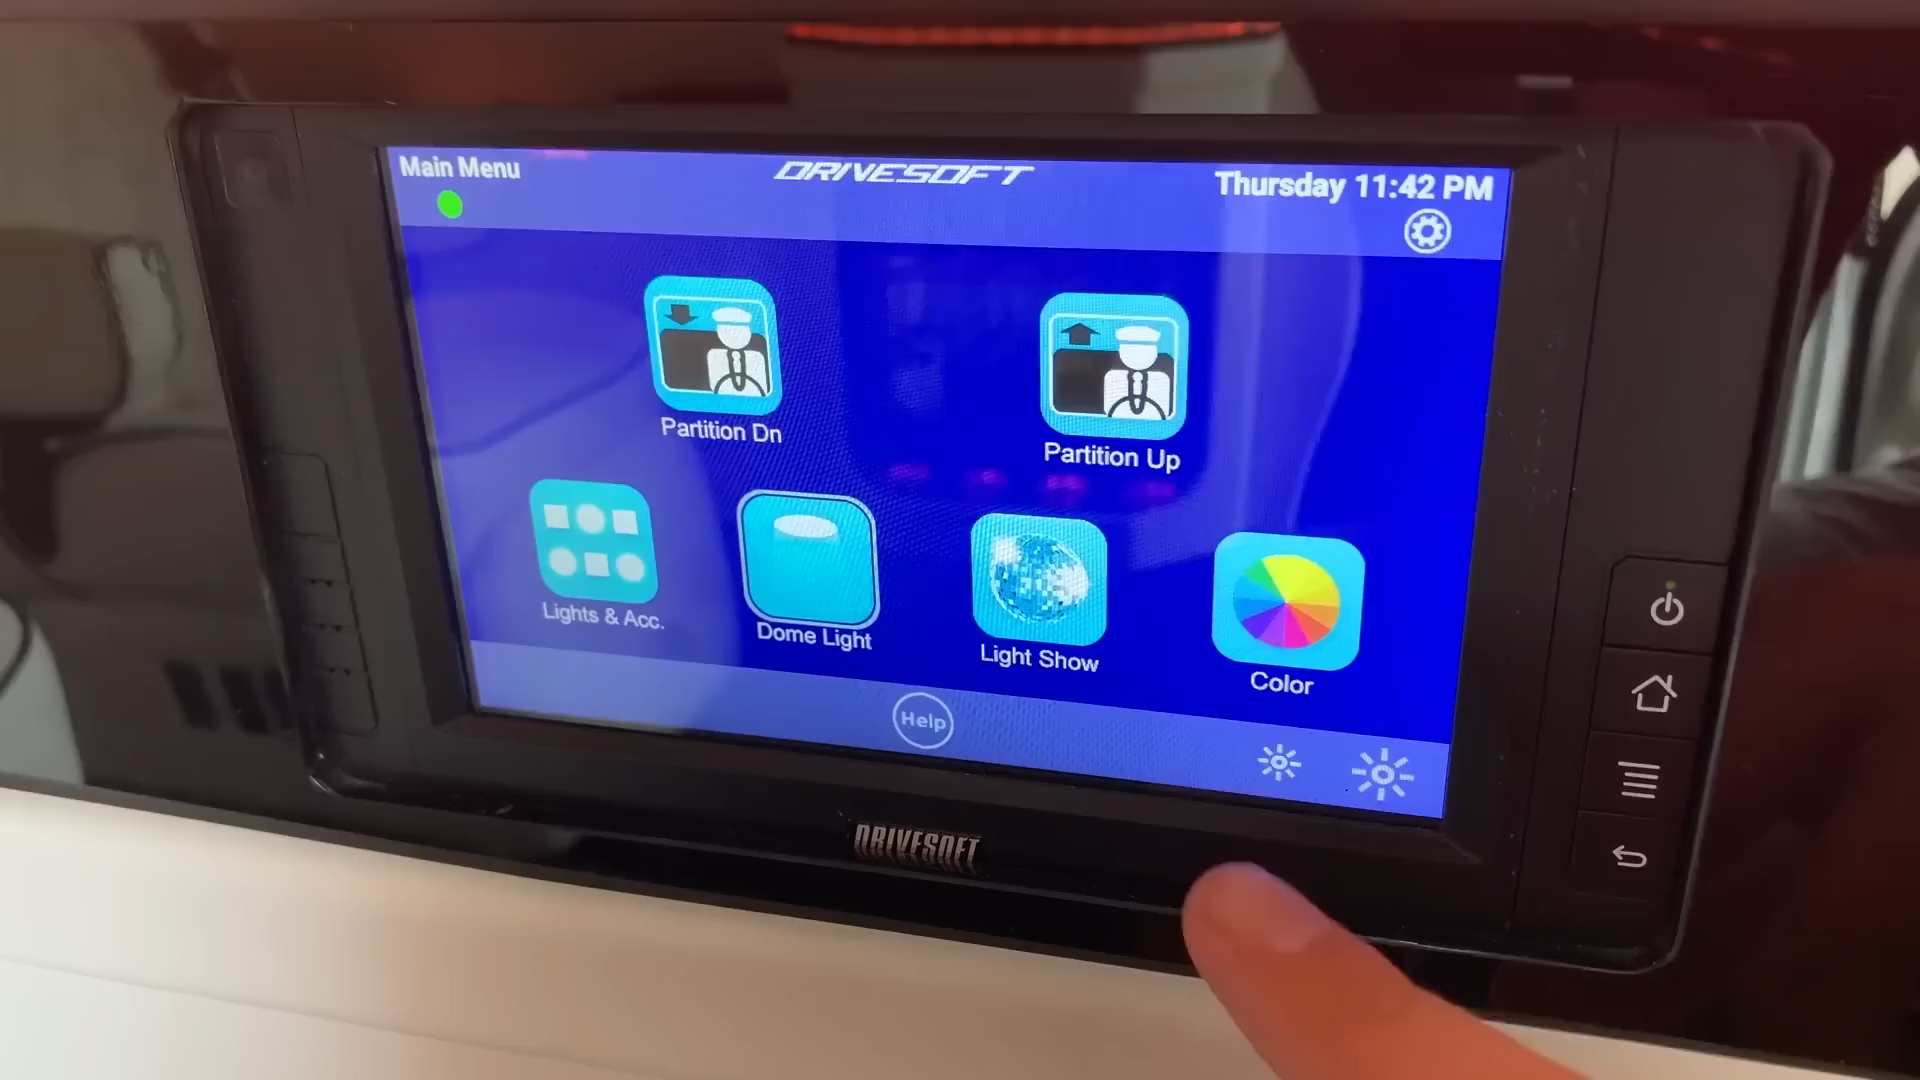 Main Menu
DRIVESOFT
Thursday 11:42 PM
Partition Dn
Partition Up
Lights & Acc.
Dome Light
Light Show
Color
Help
DRIVESOFT